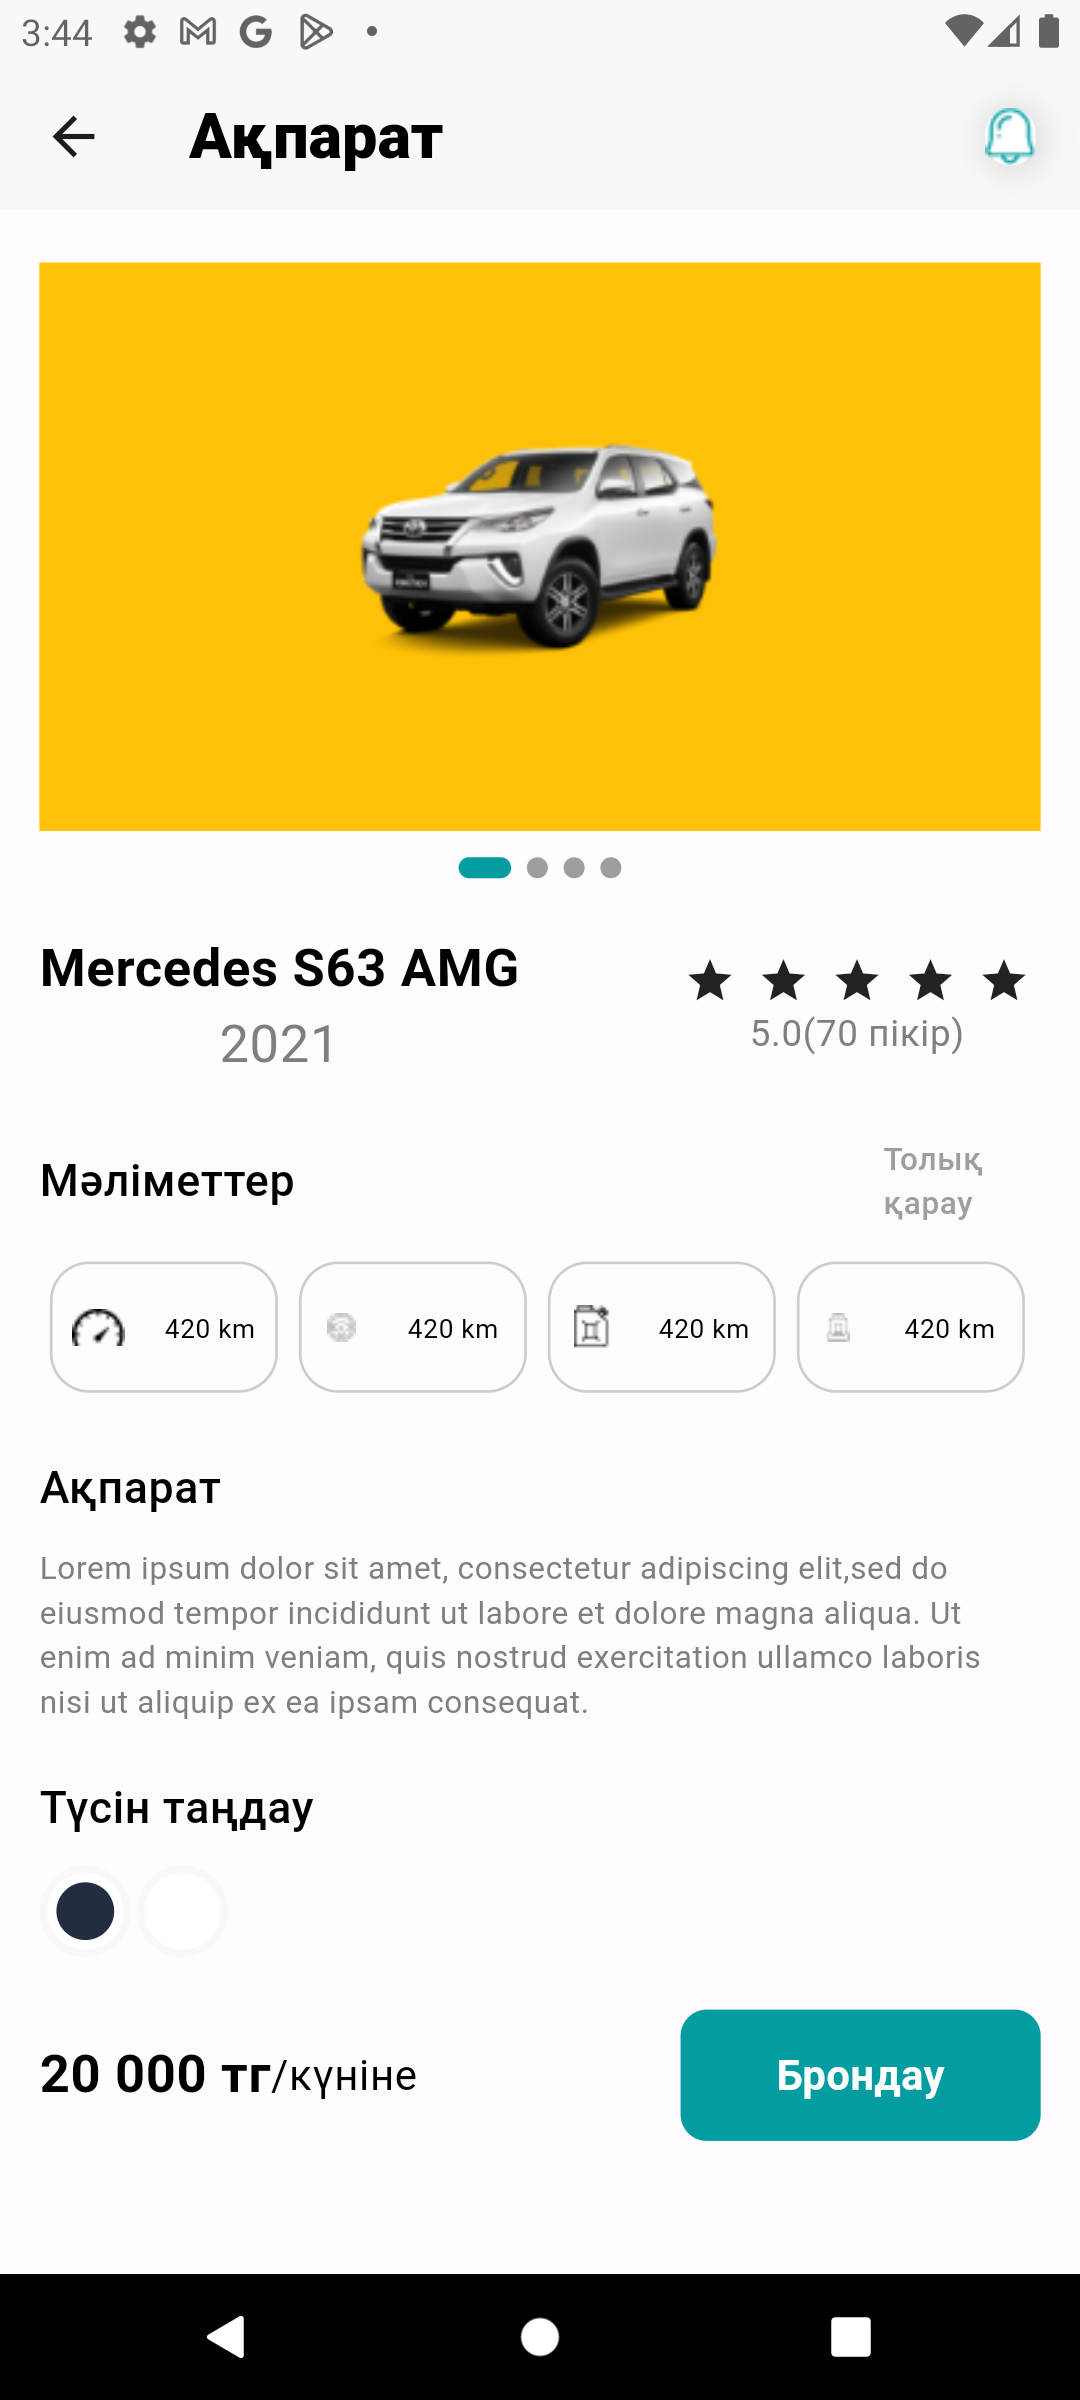 3:44
Ақпарат
Mercedes S63 AMG
2021
5.0(70 пікір)
Мәліметтер
Толық
қарау
420 km
420 km
420 km
420 km
Ақпарат
Lorem ipsum dolor sit amet, consectetur adipiscing elit,sed do
eiusmod tempor incididunt ut labore et dolore magna aliqua. Ut
enim ad minim veniam, quis nostrud exercitation ullamco laboris
nisi ut aliquip ex ea ipsam consequat.
Түсін таңдау
20 000 тг/күніне
Брондау